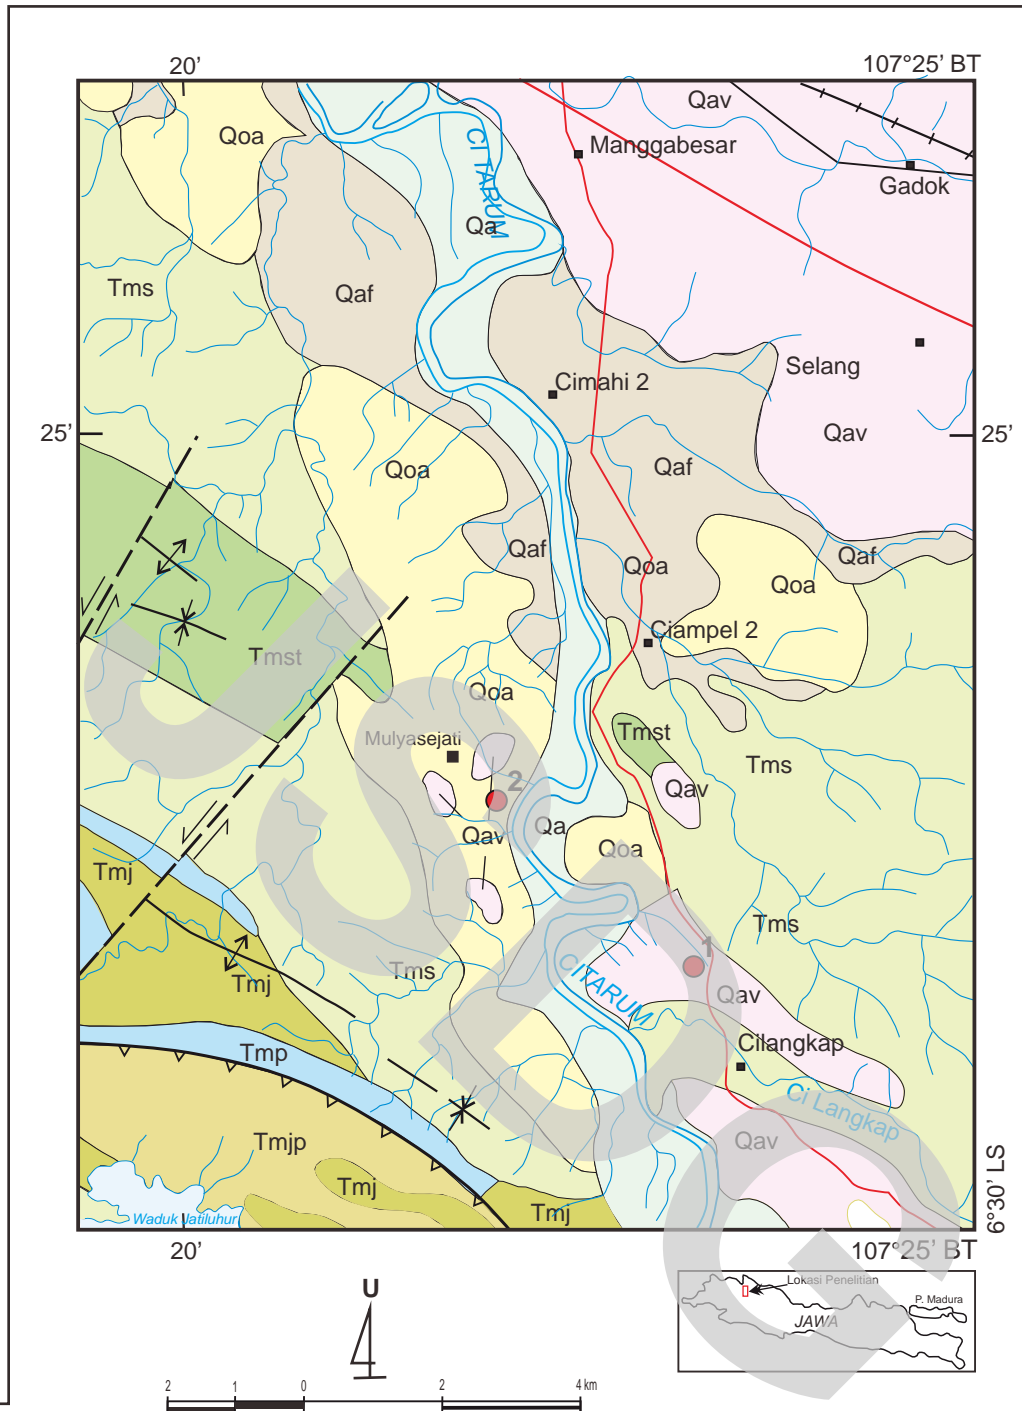 20’
107°25’ BT
Qav
Qoa
Manggabesar
CI TARUM
Gadok
Qa
Tms
Qaf
Selang
Cimahi 2
25’
Qav
25’
Qoa
Qaf
Qaf
Qoa
Qaf
Qoa
Ciampel 2
Tmst
Qoa
Tmst
Mulyasejati
Tms
2
Qav
Qav
Qa
Qoa
Tmj
Tms
1
Tms
CITARUM
Tmj
Qav
Tmp
Cilangkap
Ci Langkap
Tmjp
Qav
Tmj
Tmj
Waduk Jatiluhur
6°30’ LS
20’
107°25’ BT
U
Lokasi Penelitian
P. Madura
JAWA
2 1 0 2 4 km
JSDG